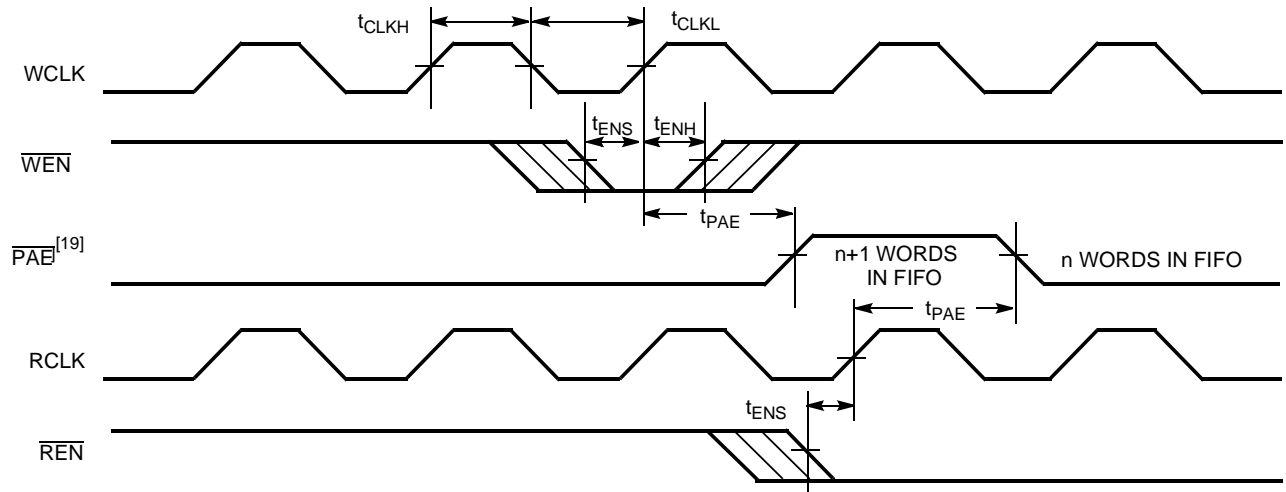 tCLKH
tCLKL
WCLK
tENS
tENH
WEN
tPAE
PAE[19]
n+1 WORDS
IN FIFO
n WORDS IN FIFO
tPAE
RCLK
tENS
REN